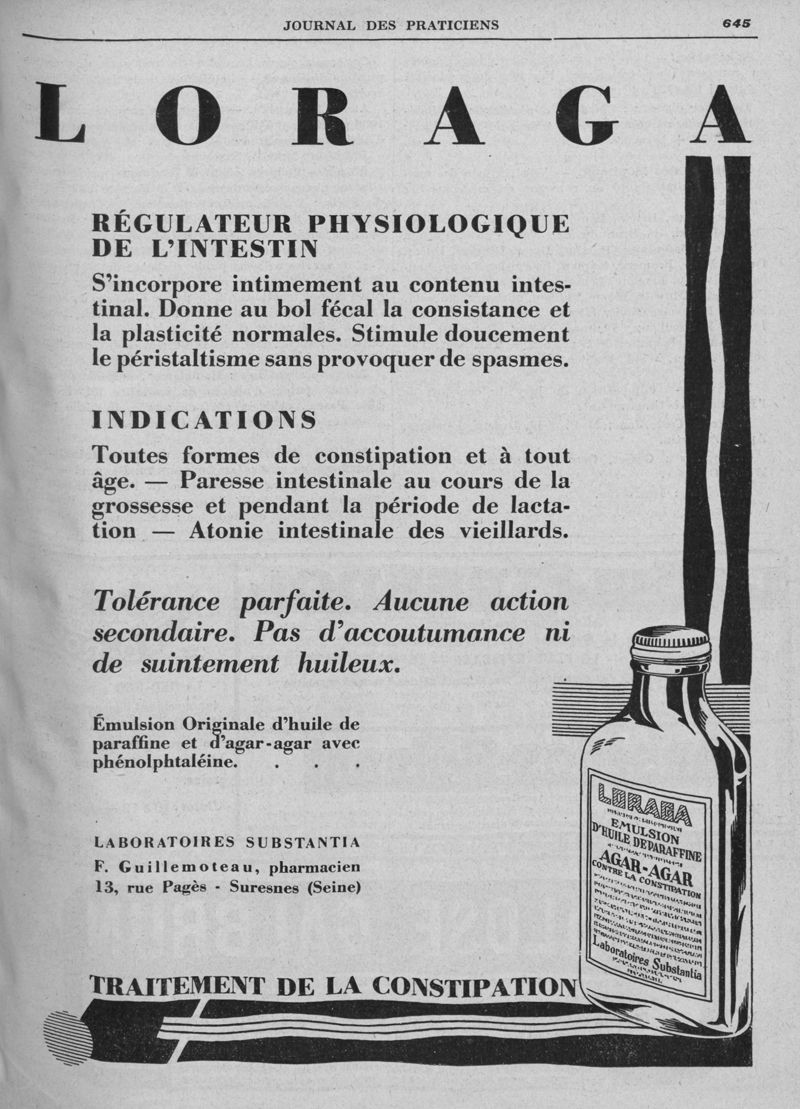 JOURNAL DES PRATICIENS 645
LORAGA
RÉGULATEUR PHYSIOLOGIQUE
DE L'INTESTIN
S'incorpore intimement au contenu intes-
tinal. Donne au bol fécal la consistance et
la plasticité normales. Stimule doucement
le péristaltisme sans provoquer de spasmes.
INDICATIONS
Toutes formes de constipation et à tout
âge. — Paresse intestinale au cours de la
grossesse et pendant la période de lacta-
tion — Atonie intestinale des vieillards.
Tolérance parfaite. Aucune action
secondaire. Pas d'accoutumance ni
de suintement huileux.
Émulsion Originale d'huile de
paraffine et d'agar-agar avec
phénolphtaléine. . . .
LABORATOIRES SUBSTANTIA
F. Guillemoteau, pharmacien
13, rue Pagès - Suresnes (Seine)
LORAGA
EMULSION
D'HUILE DE PARAFFINE
AGAR-AGAR
CONTRE LA CONSTIPATION
Laboratoires Substantia
TRAITEMENT DE LA CONSTIPATION